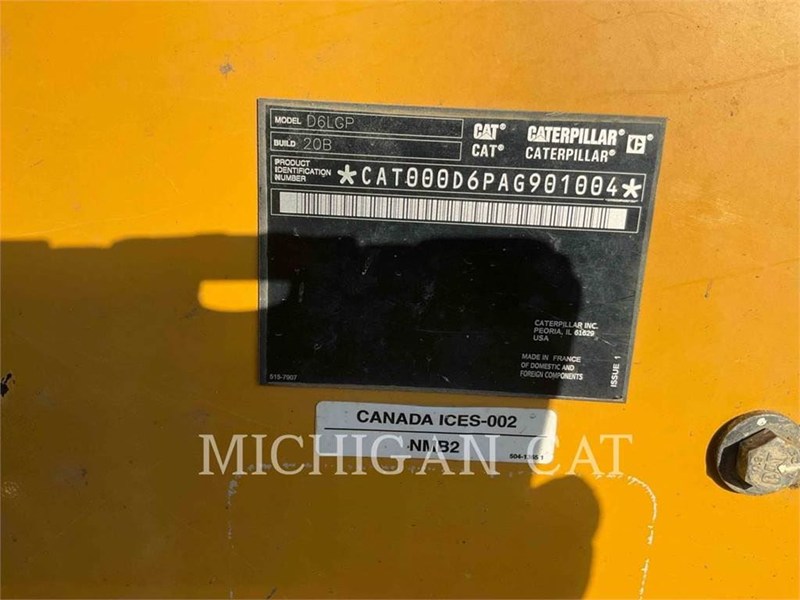 MODEL D6LGP
BUILD 20B
CAT® CATERPILLAR®
CAT® CATERPILLAR®
PRODUCT
IDENTIFICATION
NUMBER
*CAT000D6PAG901004*
CATERPILLAR INC.
PEORIA, IL 61629
USA
MADE IN FRANCE
OF DOMESTIC AND
FOREIGN COMPONENTS
ISSUE 1
519-7907
CANADA ICES-002
NMB2
MICHIGAN CAT